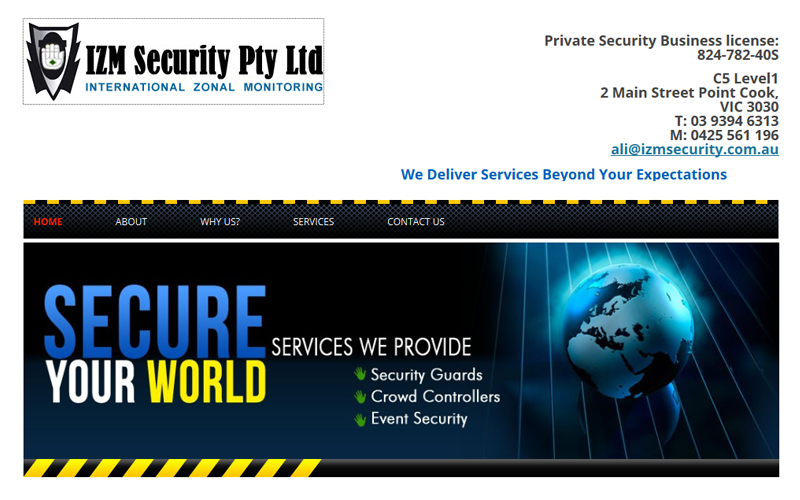 IZM Security Pty Ltd
INTERNATIONAL ZONAL MONITORING
Private Security Business license:
824-782-40S
C5 Level1
2 Main Street Point Cook,
VIC 3030
T: 03 9394 6313
M: 0425 561 196
ali@izmsecurity.com.au
We Deliver Services Beyond Your Expectations
HOME ABOUT WHY US? SERVICES CONTACT US
SECURE
YOUR WORLD
SERVICES WE PROVIDE
Security Guards
Crowd Controllers
Event Security